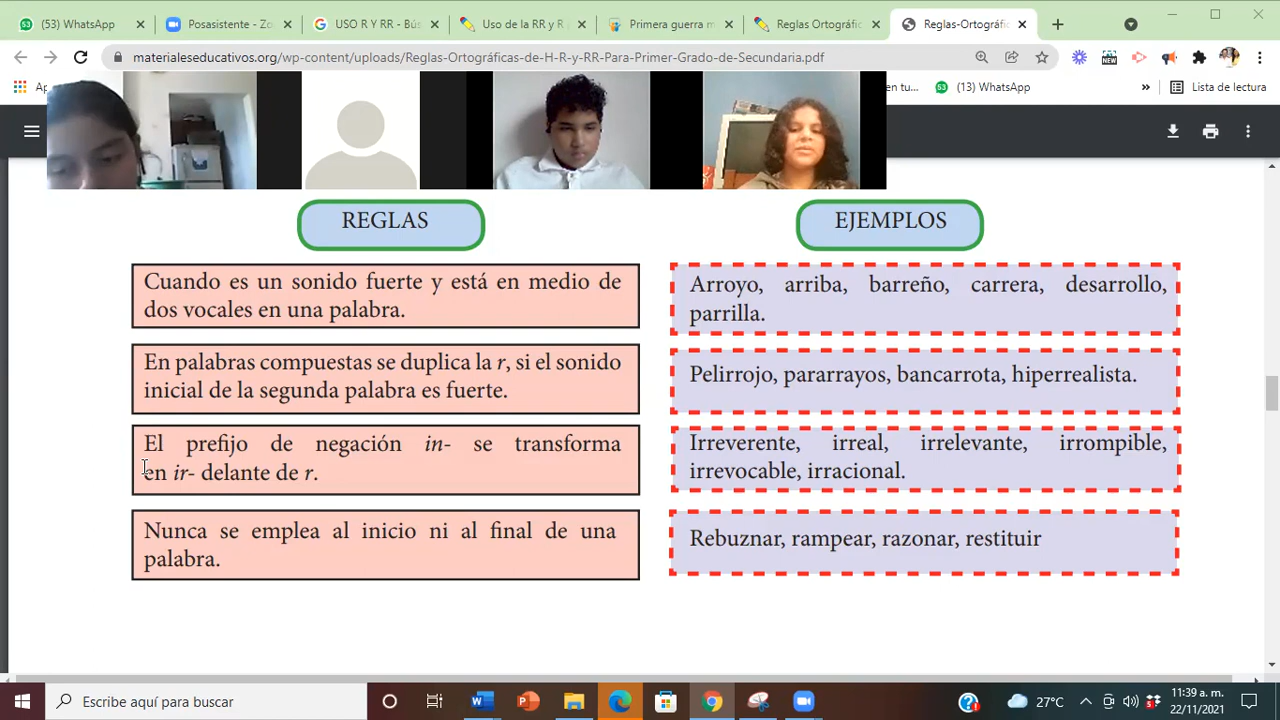 (53) WhatsApp
Posasistente - Zo
USO R Y RR - Bús
Uso de la RR y R
Primera guerra m
Reglas Ortográfic
Reglas-Ortográfic
materialeseducativos.org/wp-content/uploads/Reglas-Ortográficas-de-H-R-y-RR-Para-Primer-Grado-de-Secundaria.pdf
NEW
Ap
en tu...
(13) WhatsApp
»
Lista de lectura
REGLAS
EJEMPLOS
Cuando es un sonido fuerte y está en medio de
dos vocales en una palabra.
Arroyo, arriba, barreño, carrera, desarrollo,
parrilla.
En palabras compuestas se duplica la r, si el sonido
inicial de la segunda palabra es fuerte.
Pelirrojo, pararrayos, bancarrota, hiperrealista.
El prefijo de negación in- se transforma
en ir- delante de r.
Irreverente, irreal, irrelevante, irrompible,
irrevocable, irracional.
Nunca se emplea al inicio ni al final de una
palabra.
Rebuznar, rampear, razonar, restituir
Escribe aquí para buscar
27°C
11:39 a. m.
22/11/2021